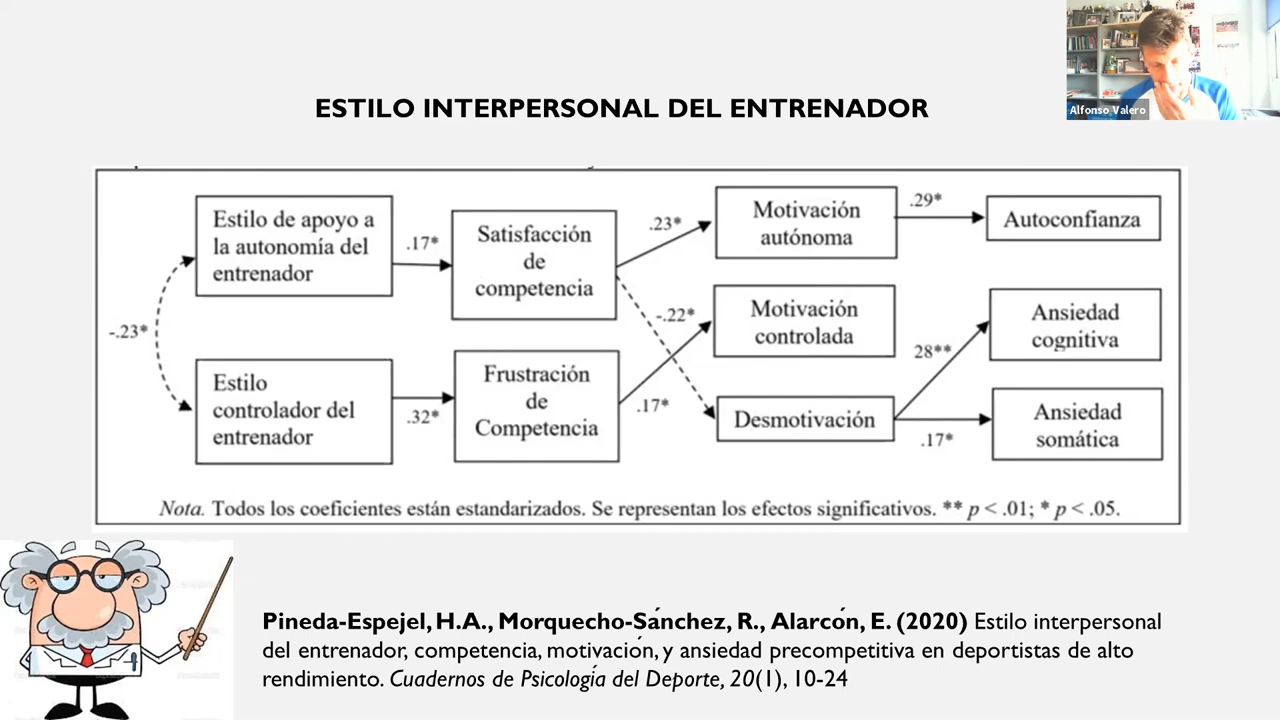 Alfonso Valero
ESTILO INTERPERSONAL DEL ENTRENADOR
Estilo de apoyo a
la autonomía del
entrenador
.17*
Satisfacción
de
competencia
.23*
Motivación
autónoma
.29*
Autoconfianza
-.23*
-.22*
Motivación
controlada
28**
Ansiedad
cognitiva
Estilo
controlador del
entrenador
.32*
Frustración
de
Competencia
.17*
Desmotivación
.17*
Ansiedad
somática
Nota. Todos los coeficientes están estandarizados. Se representan los efectos significativos. ** p < .01; * p < .05.
Pineda-Espejel, H.A., Morquecho-Sánchez, R., Alarcón, E. (2020) Estilo interpersonal
del entrenador, competencia, motivación, y ansiedad precompetitiva en deportistas de alto
rendimiento. Cuadernos de Psicología del Deporte, 20(1), 10-24